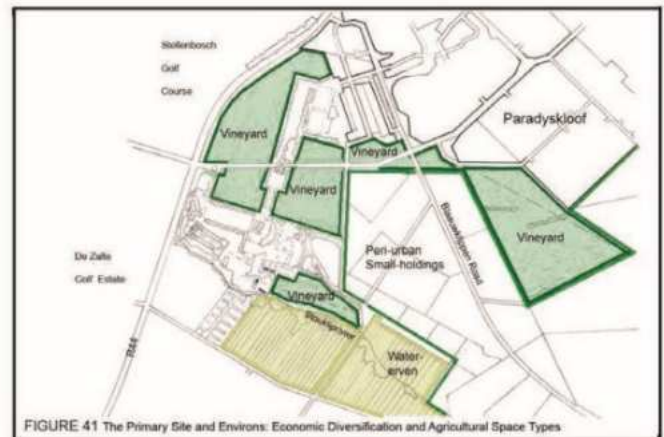 Stellenbosch
Golf
Course
Vineyard
Vineyard
Vineyard
Paradyskloof
Vineyard
Peri-urban
Small-holdings
Blaauwklippen Road
De Zalze
Golf Estate
Vineyard
R44
Water-
erven
FIGURE 41 The Primary Site and Environs: Economic Diversification and Agricultural Space Types